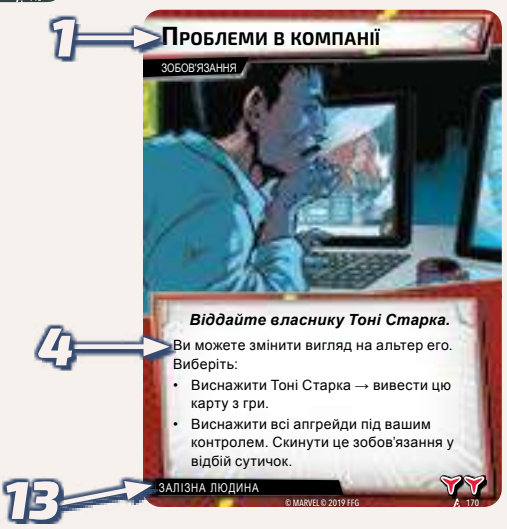 1
ПРОБЛЕМИ В КОМПАНІЇ
ЗОБОВ'ЯЗАННЯ
Віддайте власнику Тоні Старка.
4
Ви можете змінити вигляд на альтер его.
Виберіть:
• Виснажити Тоні Старка → вивести цю
карту з гри.
• Виснажити всі апгрейди під вашим
контролем. Скинути це зобов'язання у
відбій сутичок.
13
ЗАЛІЗНА ЛЮДИНА
© MARVEL © 2019 FFG
170